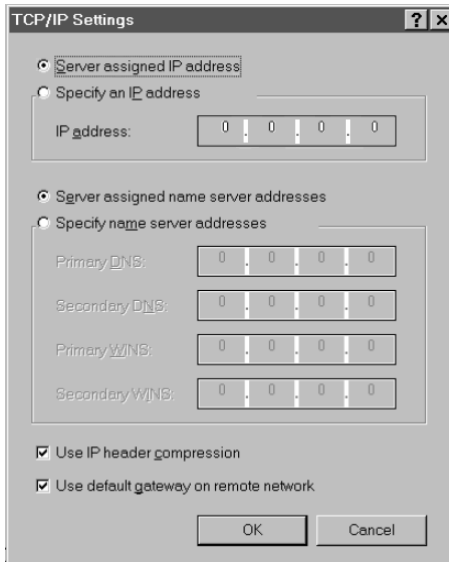 TCP/IP Settings ? x
Server assigned IP address
Specify an IP address
IP address: 0 . 0 . 0 . 0
Server assigned name server addresses
Specify name server addresses
Primary DNS: 0 . 0 . 0 . 0
Secondary DNS: 0 . 0 . 0 . 0
Primary WINS: 0 . 0 . 0 . 0
Secondary WINS: 0 . 0 . 0 . 0
Use IP header compression
Use default gateway on remote network
OK Cancel